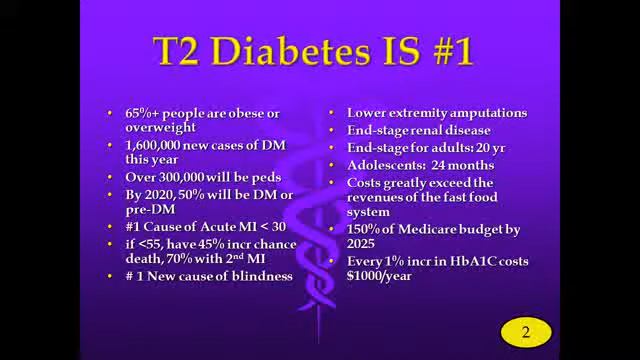 T2 Diabetes IS #1
• 65%+ people are obese or
overweight
• 1,600,000 new cases of DM
this year
• Over 300,000 will be peds
• By 2020, 50% will be DM or
pre-DM
• #1 Cause of Acute MI < 30
• if <55, have 45% incr chance
death, 70% with 2nd MI
• # 1 New cause of blindness
• Lower extremity amputations
• End-stage renal disease
• End-stage for adults: 20 yr
• Adolescents: 24 months
• Costs greatly exceed the
revenues of the fast food
system
• 150% of Medicare budget by
2025
• Every 1% incr in HbA1C costs
$1000/year
2